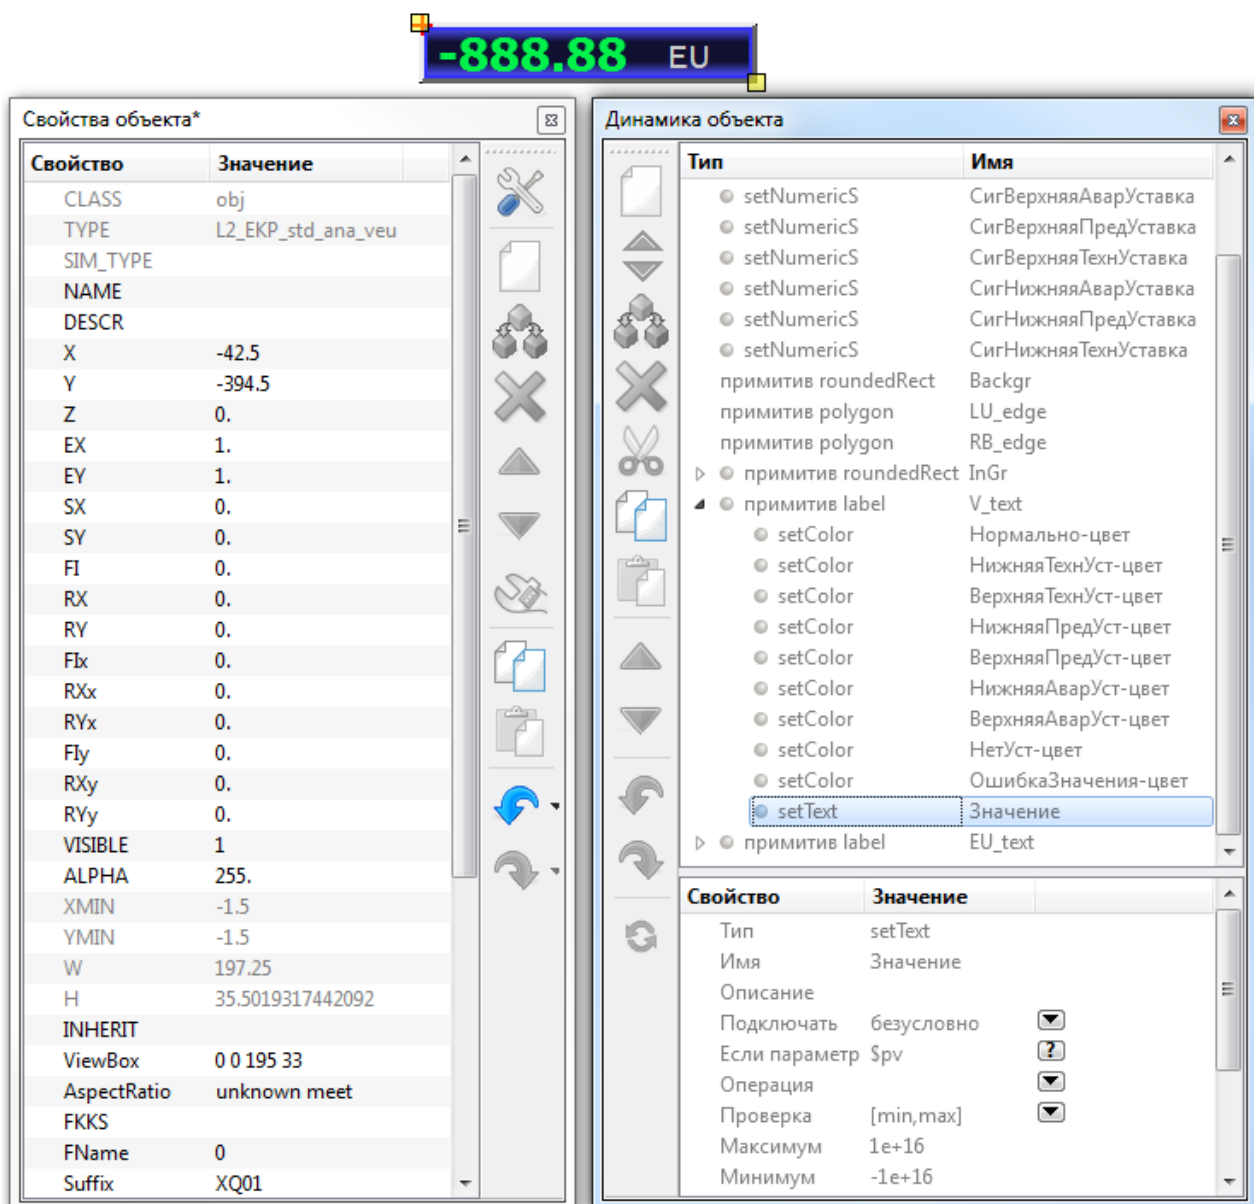 -888.88 EU
Свойства объекта*
Свойство Значение
CLASS obj
TYPE L2_EKP_std_ana_veu
SIM_TYPE
NAME
DESCR
X -42.5
Y -394.5
Z 0.
EX 1.
EY 1.
SX 0.
SY 0.
FI 0.
RX 0.
RY 0.
FIx 0.
RXx 0.
RYx 0.
FIy 0.
RXy 0.
RYy 0.
VISIBLE 1
ALPHA 255.
XMIN -1.5
YMIN -1.5
W 197.25
H 35.5019317442092
INHERIT
ViewBox 0 0 195 33
AspectRatio unknown meet
FKKS
FName 0
Suffix XQ01
Динамика объекта
Тип Имя
setNumericS СигВерхняяАварУставка
setNumericS СигВерхняяПредУставка
setNumericS СигВерхняяТехнУставка
setNumericS СигНижняяАварУставка
setNumericS СигНижняяПредУставка
setNumericS СигНижняяТехнУставка
примитив roundedRect Backgr
примитив polygon LU_edge
примитив polygon RB_edge
примитив roundedRect InGr
примитив label V_text
setColor Нормально-цвет
setColor НижняяТехнУст-цвет
setColor ВерхняяТехнУст-цвет
setColor НижняяПредУст-цвет
setColor ВерхняяПредУст-цвет
setColor НижняяАварУст-цвет
setColor ВерхняяАварУст-цвет
setColor НетУст-цвет
setColor ОшибкаЗначения-цвет
setText Значение
примитив label EU_text
Свойство Значение
Тип setText
Имя Значение
Описание
Подключать безусловно
Если параметр $pv
Операция
Проверка [min,max]
Максимум 1e+16
Минимум -1e+16